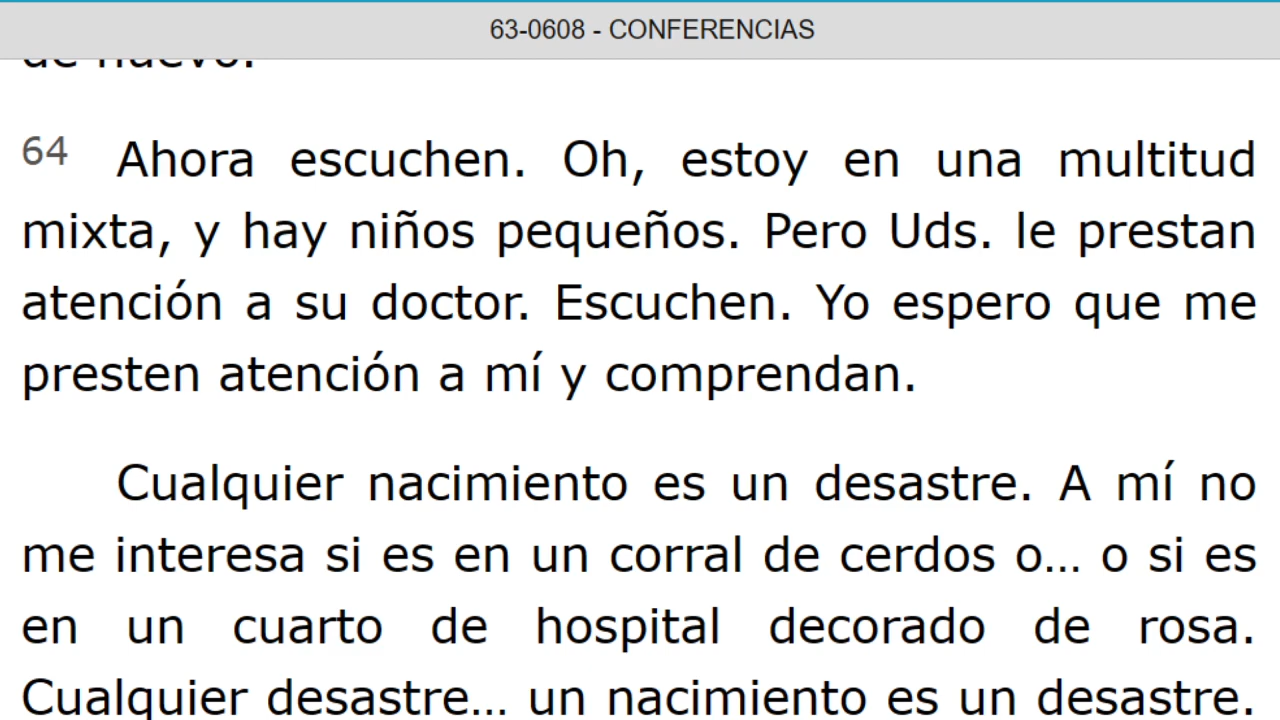 63-0608 - CONFERENCIAS
de nuevo.
64 Ahora escuchen. Oh, estoy en una multitud
mixta, y hay niños pequeños. Pero Uds. le prestan
atención a su doctor. Escuchen. Yo espero que me
presten atención a mí y comprendan.
Cualquier nacimiento es un desastre. A mí no
me interesa si es en un corral de cerdos o... o si es
en un cuarto de hospital decorado de rosa.
Cualquier desastre... un nacimiento es un desastre.